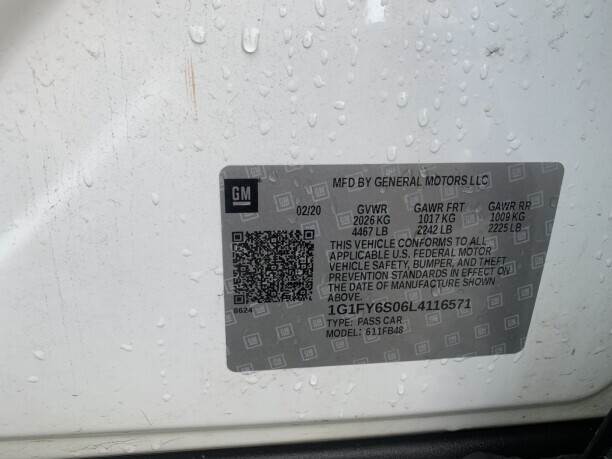 GM
MFD BY GENERAL MOTORS LLC
02/20 GVWR GAWR FRT GAWR RR
2026 KG 1017 KG 1009 KG
4467 LB 2242 LB 2225 LB
THIS VEHICLE CONFORMS TO ALL
APPLICABLE U.S. FEDERAL MOTOR
VEHICLE SAFETY, BUMPER, AND THEFT
PREVENTION STANDARDS IN EFFECT ON
THE DATE OF MANUFACTURE SHOWN
ABOVE.
8624
1G1FY6S06L4116571
TYPE: PASS CAR
MODEL: 611FB48